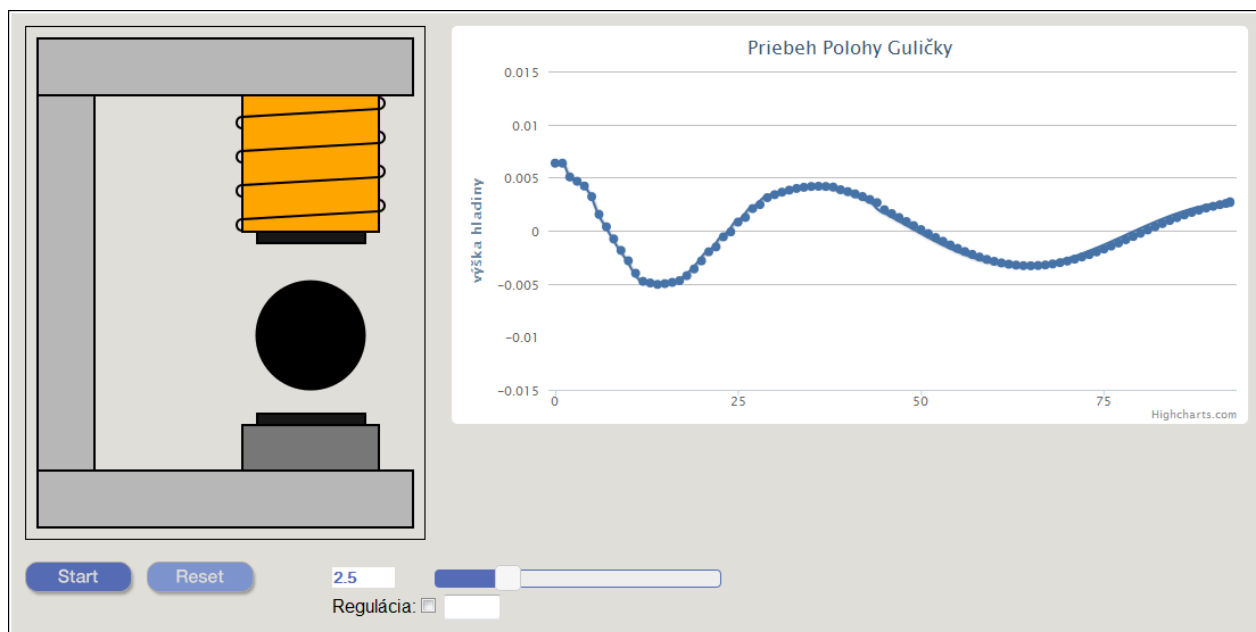 Priebeh Polohy Guličky
výška hladiny
0.015
0.01
0.005
0
−0.005
−0.01
−0.015
0 25 50 75
Highcharts.com
Start Reset 2.5
Regulácia: